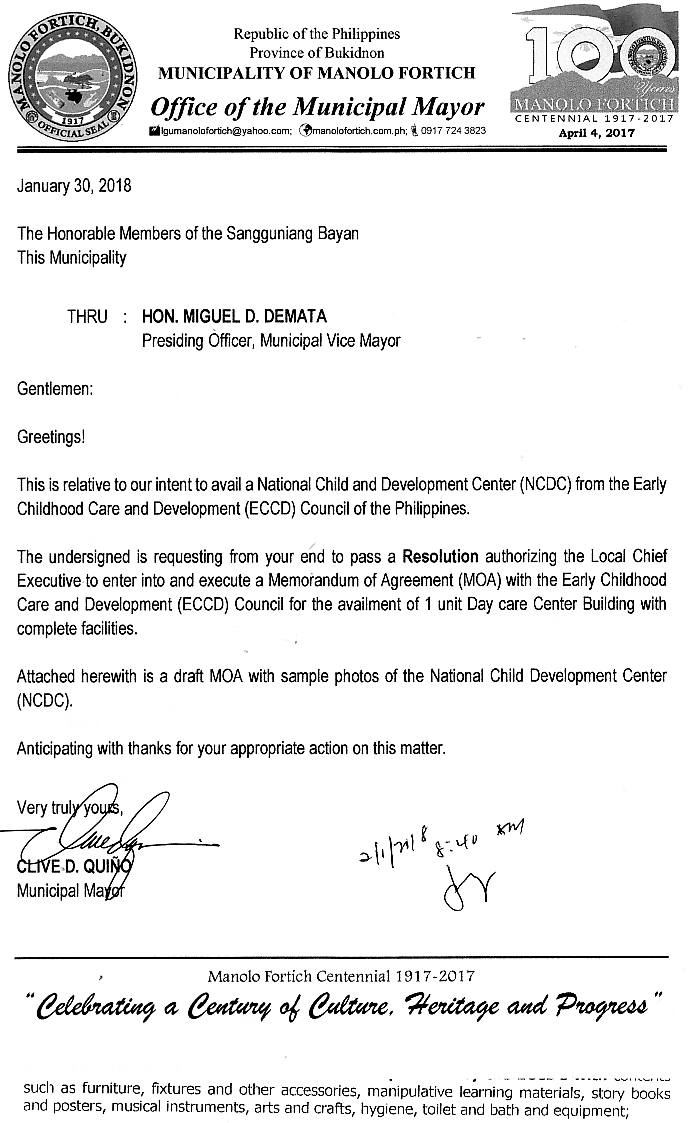 MANOLO FORTICH, BUKIDNON
1917
OFFICIAL SEAL
Republic of the Philippines
Province of Bukidnon
MUNICIPALITY OF MANOLO FORTICH
Office of the Municipal Mayor
lgumanolofortich@yahoo.com; manolofortich.com.ph; 0917 724 3823
100
Years
MANOLO FORTICH
CENTENNIAL 1917-2017
April 4, 2017
January 30, 2018
The Honorable Members of the Sangguniang Bayan
This Municipality
THRU : HON. MIGUEL D. DEMATA
Presiding Officer, Municipal Vice Mayor
Gentlemen:
Greetings!
This is relative to our intent to avail a National Child and Development Center (NCDC) from the Early
Childhood Care and Development (ECCD) Council of the Philippines.
The undersigned is requesting from your end to pass a Resolution authorizing the Local Chief
Executive to enter into and execute a Memorandum of Agreement (MOA) with the Early Childhood
Care and Development (ECCD) Council for the availment of 1 unit Day care Center Building with
complete facilities.
Attached herewith is a draft MOA with sample photos of the National Child Development Center
(NCDC).
Anticipating with thanks for your appropriate action on this matter.
Very truly yours,
CLIVE D. QUIÑO
Municipal Mayor
8:40 AM
Manolo Fortich Centennial 1917-2017
"Celebrating a Century of Culture, Heritage and Progress"
such as furniture, fixtures and other accessories, manipulative learning materials, story books
and posters, musical instruments, arts and crafts, hygiene, toilet and bath and equipment;